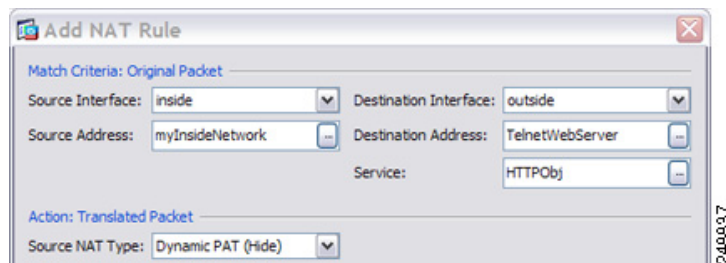 Add NAT Rule
Match Criteria: Original Packet
Source Interface: inside Destination Interface: outside
Source Address: myInsideNetwork ... Destination Address: TelnetWebServer ...
Service: HTTPObj ...
Action: Translated Packet
Source NAT Type: Dynamic PAT (Hide)
248837